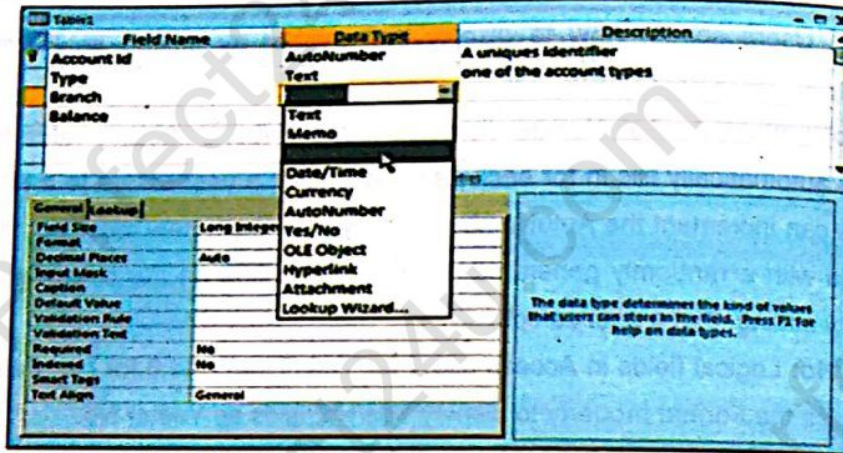 Table1
Field Name Data Type Description
Account Id AutoNumber A uniques identifier
Type Text one of the account types
Branch
Balance
Text
Memo
Date/Time
Currency
AutoNumber
Yes/No
OLE Object
Hyperlink
Attachment
Lookup Wizard...
General Lookup
Field Size Long Integer
Format
Decimal Places Auto
Input Mask
Caption
Default Value
Validation Rule
Validation Text
Required No
Indexed No
Smart Tags
Text Align General
The data type determines the kind of values
that users can store in the field. Press F1 for
help on data types.